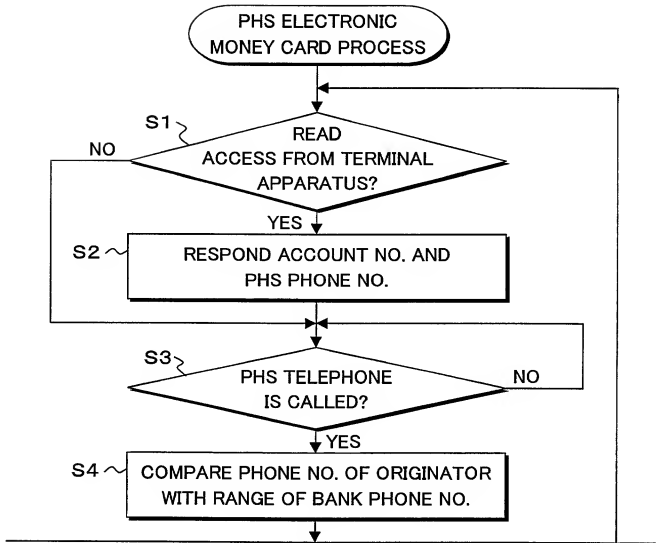 PHS ELECTRONIC
MONEY CARD PROCESS
S1
READ
ACCESS FROM TERMINAL
APPARATUS?
NO
YES
S2
RESPOND ACCOUNT NO. AND
PHS PHONE NO.
S3
PHS TELEPHONE
IS CALLED?
NO
YES
S4
COMPARE PHONE NO. OF ORIGINATOR
WITH RANGE OF BANK PHONE NO.